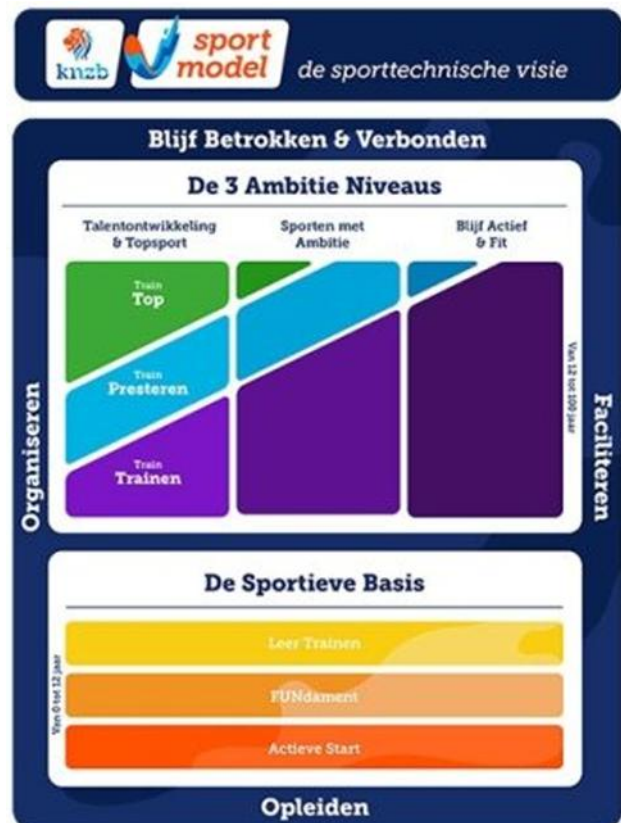 knzb
sport
model
de sporttechnische visie
Blijf Betrokken & Verbonden
De 3 Ambitie Niveaus
Talentontwikkeling
& Topsport
Sporten met
Ambitie
Blijf Actief
& Fit
Train
Top
Train
Presteren
Train
Trainen
Van 12 tot 100 jaar
Organiseren
Faciliteren
De Sportieve Basis
Leer Trainen
FUNdament
Actieve Start
Van 0 tot 12 jaar
Opleiden